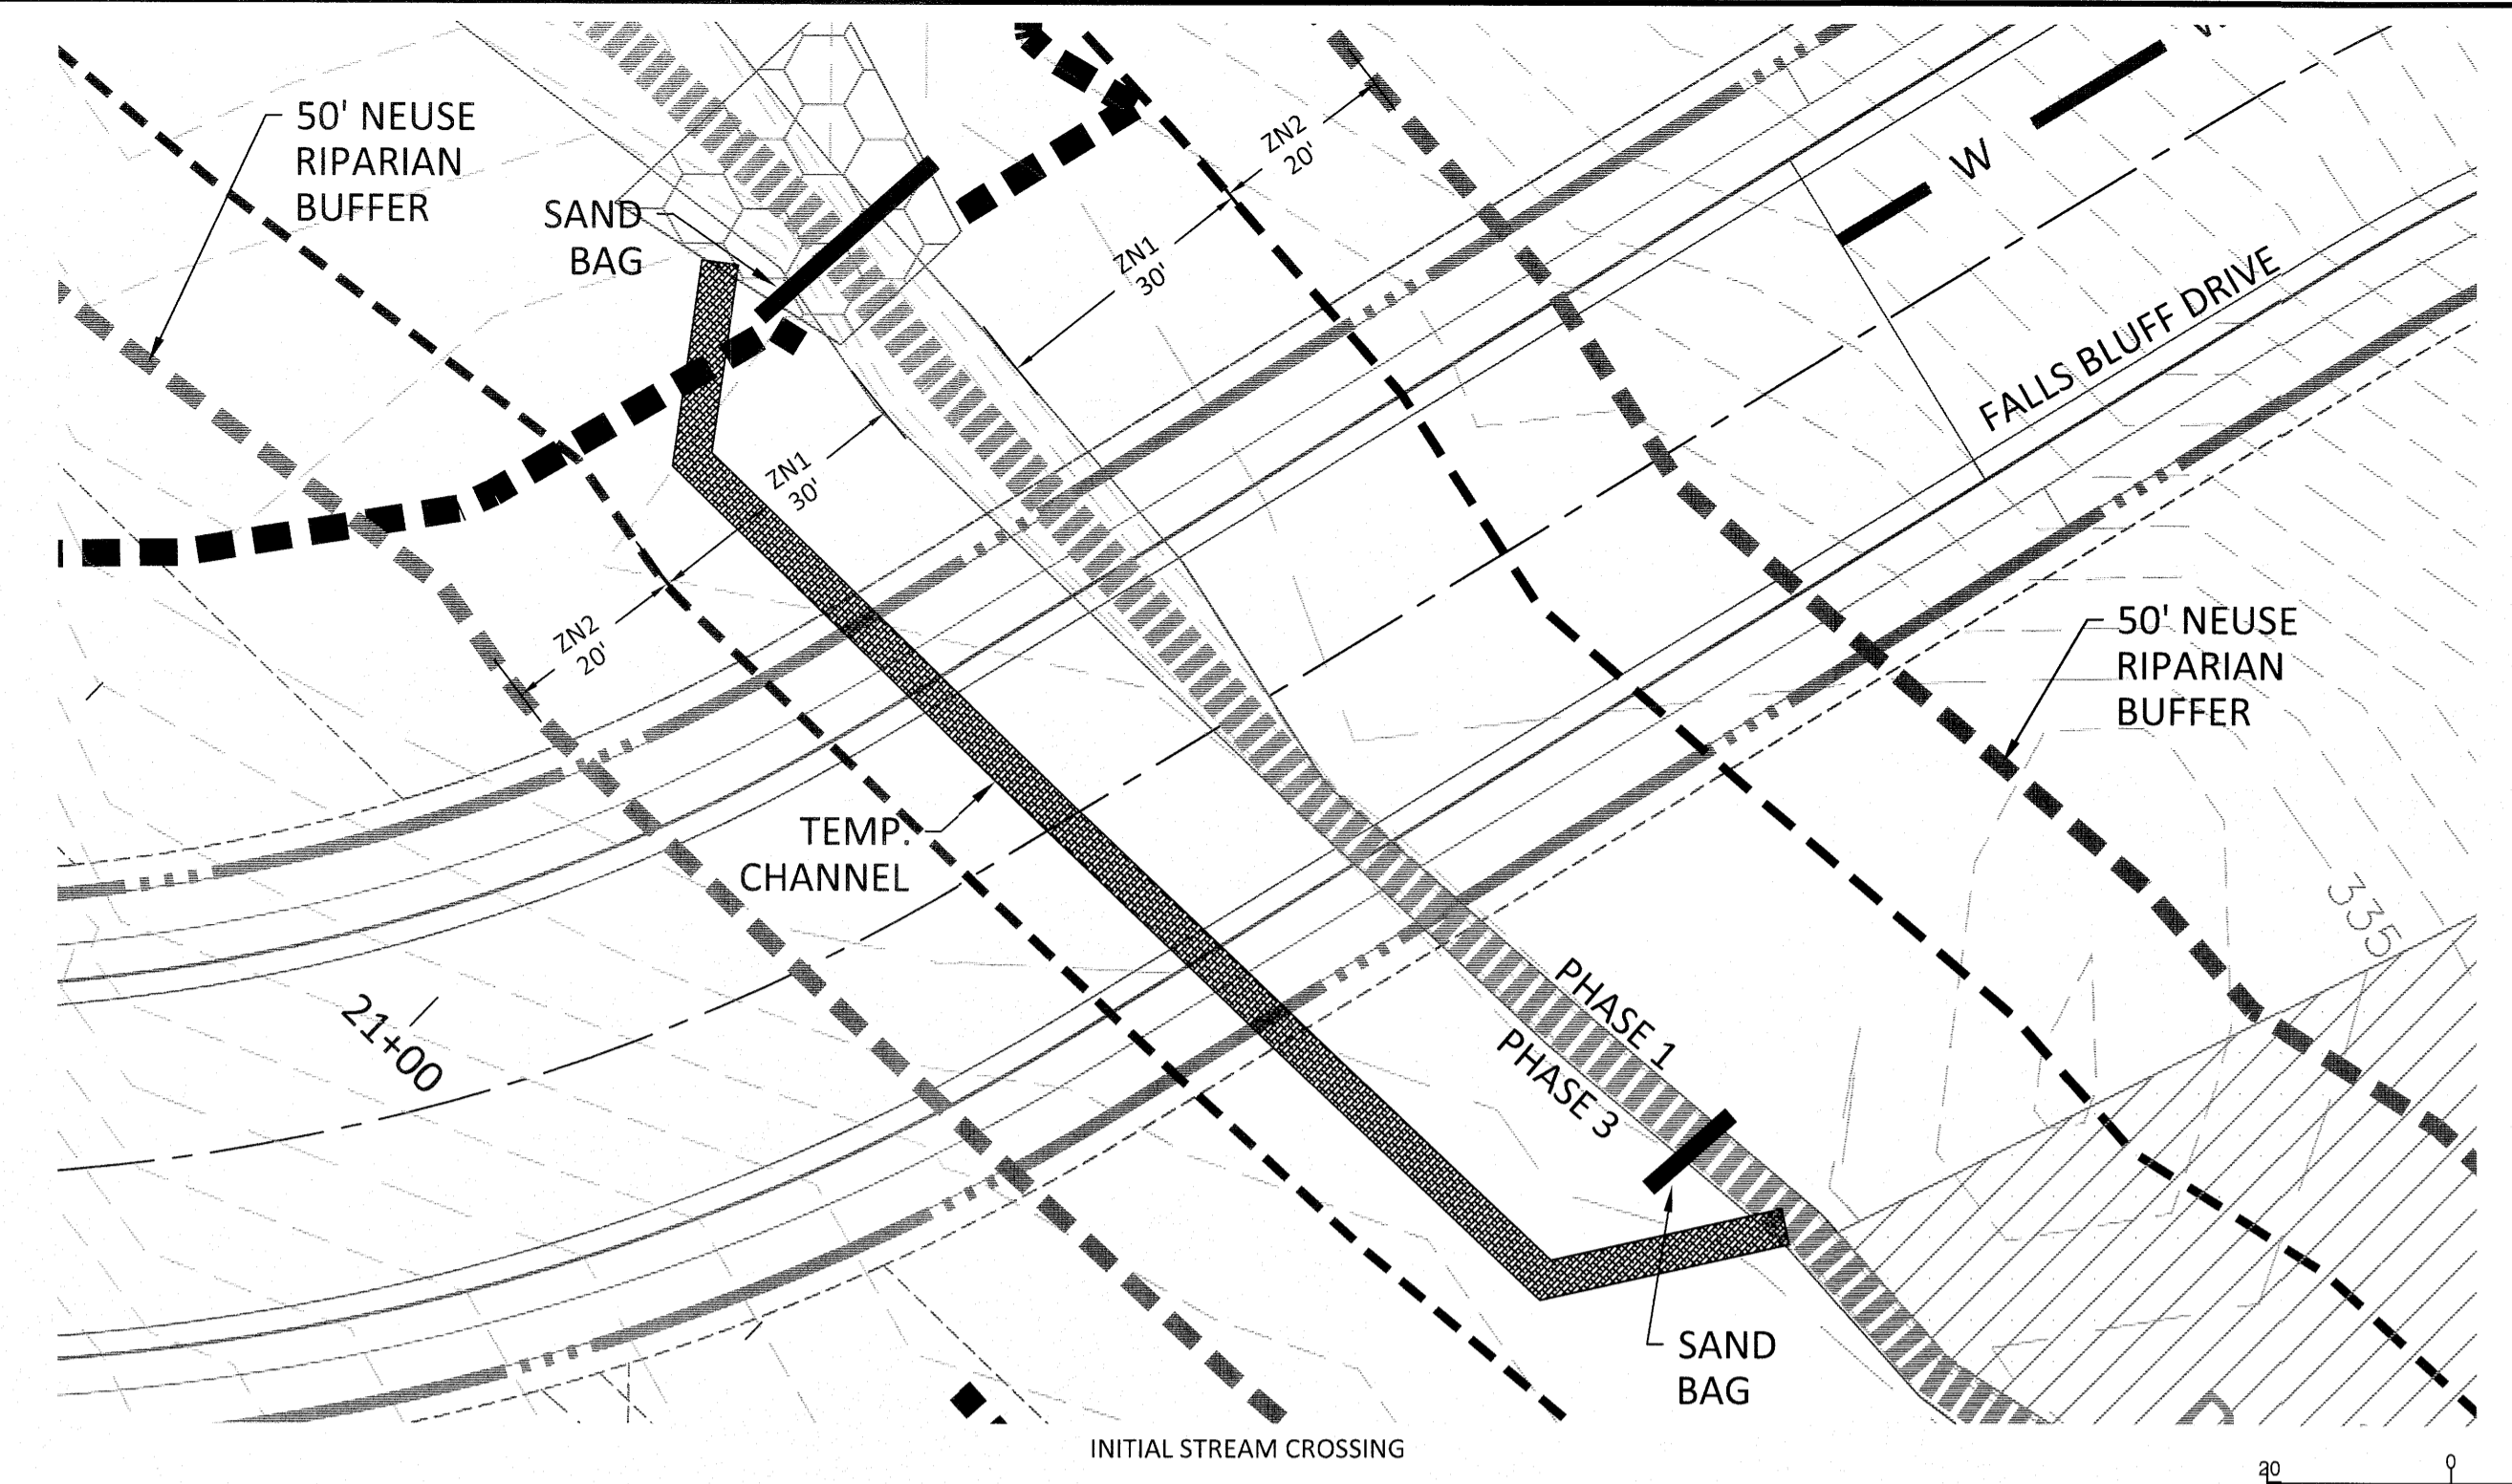 50' NEUSE
RIPARIAN
BUFFER
SAND
BAG
ZN2
20'
ZN1
30'
W
FALLS BLUFF DRIVE
ZN1
30'
ZN2
20'
50' NEUSE
RIPARIAN
BUFFER
TEMP.
CHANNEL
335
21+00
PHASE 1
PHASE 3
SAND
BAG
INITIAL STREAM CROSSING
20
0